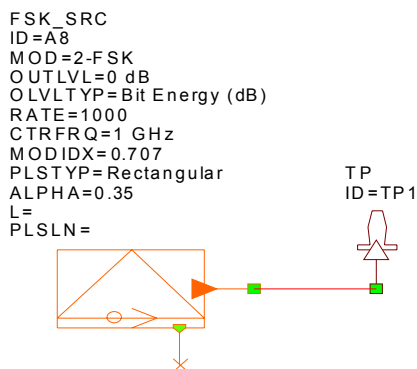 FSK_SRC
ID=A8
MOD=2-FSK
OUTLVL=0 dB
OLVLTYP=Bit Energy (dB)
RATE=1000
CTRFRQ=1 GHz
MODIDX=0.707
PLSTYP=Rectangular
ALPHA=0.35
L=
PLSLN=
TP
ID=TP1